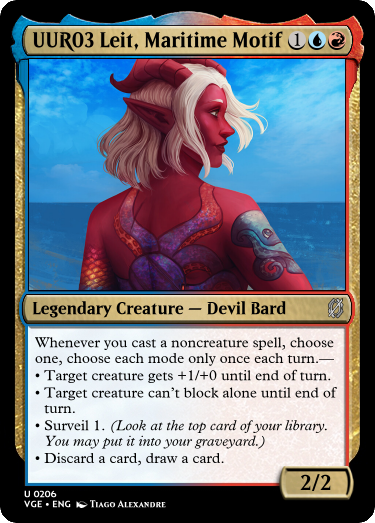 UUR03 Leit, Maritime Motif 1
Legendary Creature — Devil Bard
Whenever you cast a noncreature spell, choose
one, choose each mode only once each turn.—
• Target creature gets +1/+0 until end of turn.
• Target creature can't block alone until end of
turn.
• Surveil 1. (Look at the top card of your library.
You may put it into your graveyard.)
• Discard a card, draw a card.
2/2
U 0206
VGE • ENG Tiago Alexandre